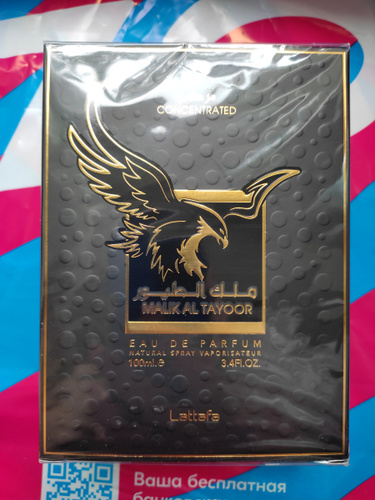 CONCENTRATED
ملك الطيور
MALIK AL TAYOOR
EAU DE PARFUM
NATURAL SPRAY VAPORISATEUR
100ml.℮ 3.4FL.OZ.
Lattafa
Ваша бесплатная